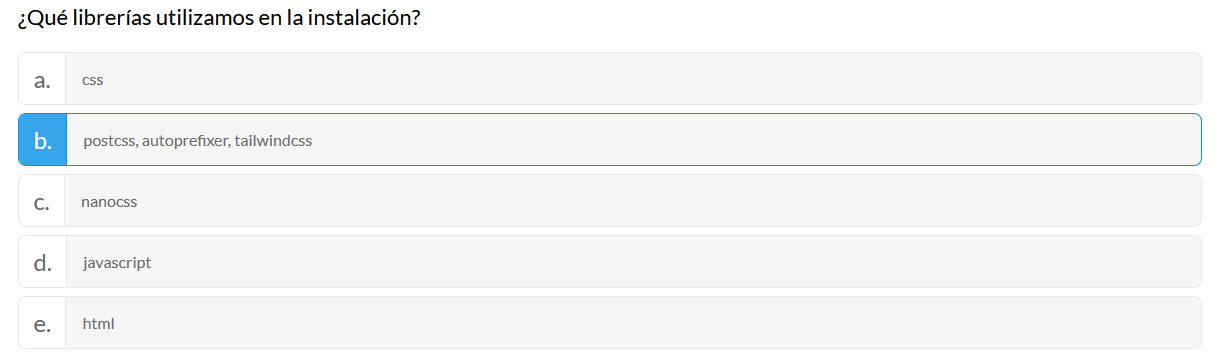 ¿Qué librerías utilizamos en la instalación?
a. css
b. postcss, autoprefixer, tailwindcss
c. nanocss
d. javascript
e. html